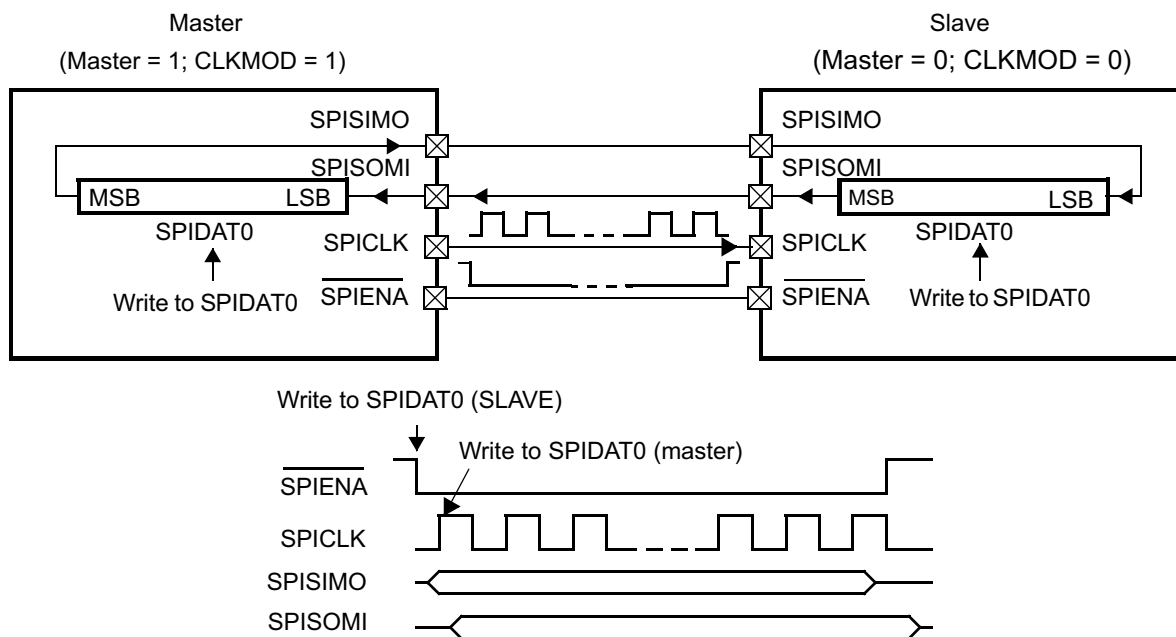 Master
(Master = 1; CLKMOD = 1)
Slave
(Master = 0; CLKMOD = 0)
SPISIMO
SPISIMO
SPISOMI
SPISOMI
MSB
LSB
MSB
LSB
SPIDAT0
SPICLK
SPICLK
SPIDAT0
Write to SPIDAT0
SPIENA
SPIENA
Write to SPIDAT0
Write to SPIDAT0 (SLAVE)
Write to SPIDAT0 (master)
SPIENA
SPICLK
SPISIMO
SPISOMI